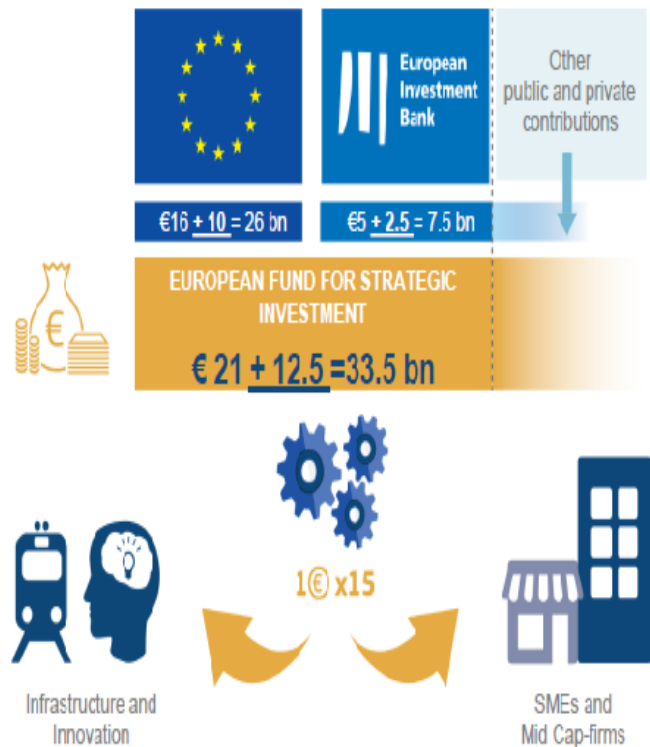 European
Investment
Bank
Other
public and private
contributions
€16 + 10 = 26 bn
€5 + 2.5 = 7.5 bn
EUROPEAN FUND FOR STRATEGIC
INVESTMENT
€ 21 + 12.5 =33.5 bn
€
1€ x15
Infrastructure and
Innovation
SMEs and
Mid Cap-firms